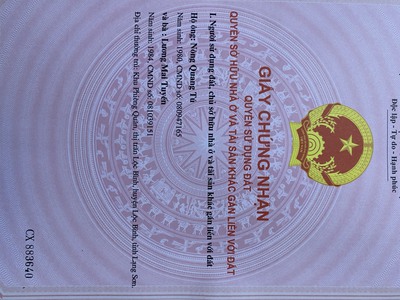 Độc lập - Tự do - Hạnh phúc
GIẤY CHỨNG NHẬN
QUYỀN SỬ DỤNG ĐẤT,
QUYỀN SỞ HỮU NHÀ Ở VÀ TÀI SẢN KHÁC GẮN LIỀN VỚI ĐẤT
I. Người sử dụng đất, chủ sở hữu nhà ở và tài sản khác gắn liền với đất
Hộ ông: Nông Quang Tú
Năm sinh: 1980, CMND số: 080947165
và bà : Lương Mai Tuyến
Năm sinh: 1984, CMND số: 081039151
Địa chỉ thường trú: Khu Phiêng Quăn, thị trấn Lộc Bình, huyện Lộc Bình, tỉnh Lạng Sơn.
CX 883640